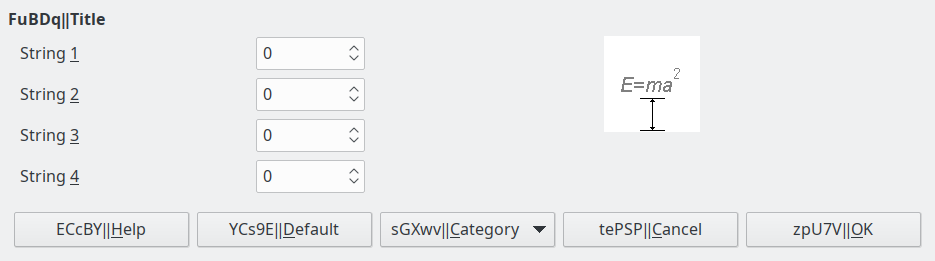 FuBDq||Title
String 1 0
String 2 0
String 3 0
String 4 0
E=ma²
ECcBY||Help YCs9E||Default sGXwv||Category tePSP||Cancel zpU7V||OK